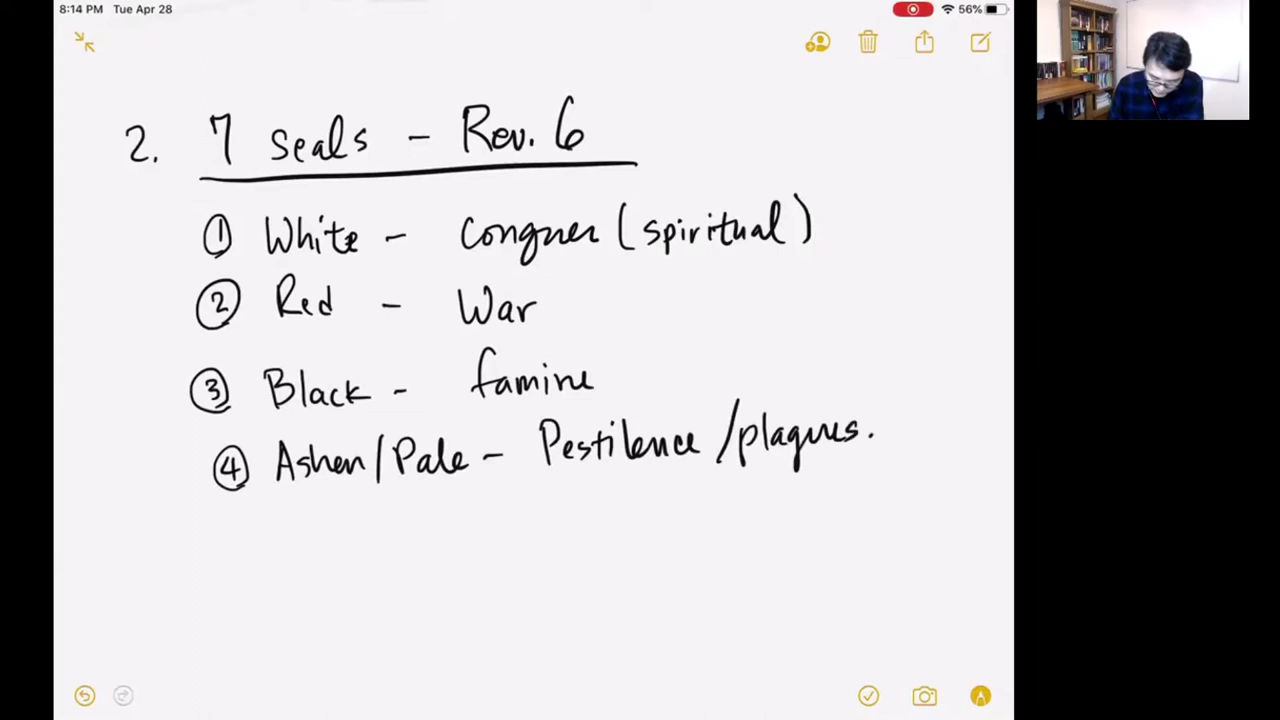 8:14 PM Tue Apr 28 56%
2. 7 seals - Rev. 6
① White - Conquer (spiritual)
② Red - War
③ Black - famine
④ Ashen/Pale - Pestilence/plagues.